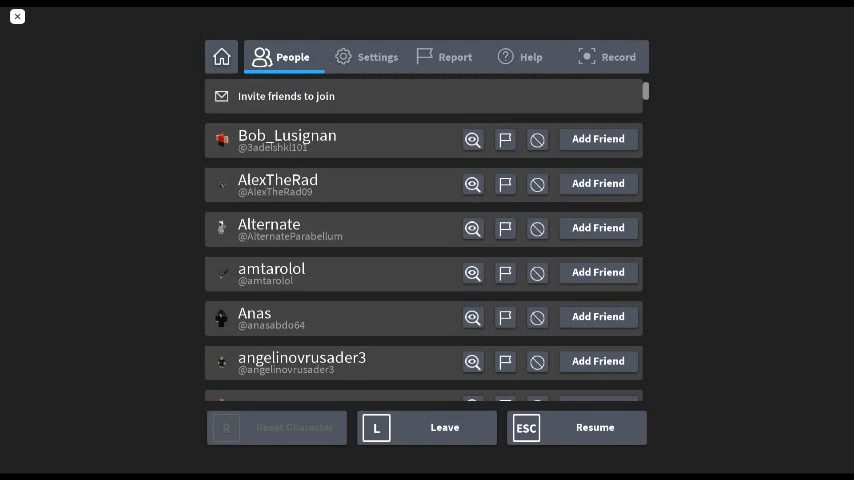 People
Settings
Report
Help
Record
Invite friends to join
Bob_Lusignan
@3adelshkl101
Add Friend
AlexTheRad
@AlexTheRad09
Add Friend
Alternate
@AlternateParabellum
Add Friend
amtarolol
@amtarolol
Add Friend
Anas
@anasabdo64
Add Friend
angelinovrusader3
@angelinovrusader3
Add Friend
R
Reset Character
L
Leave
ESC
Resume